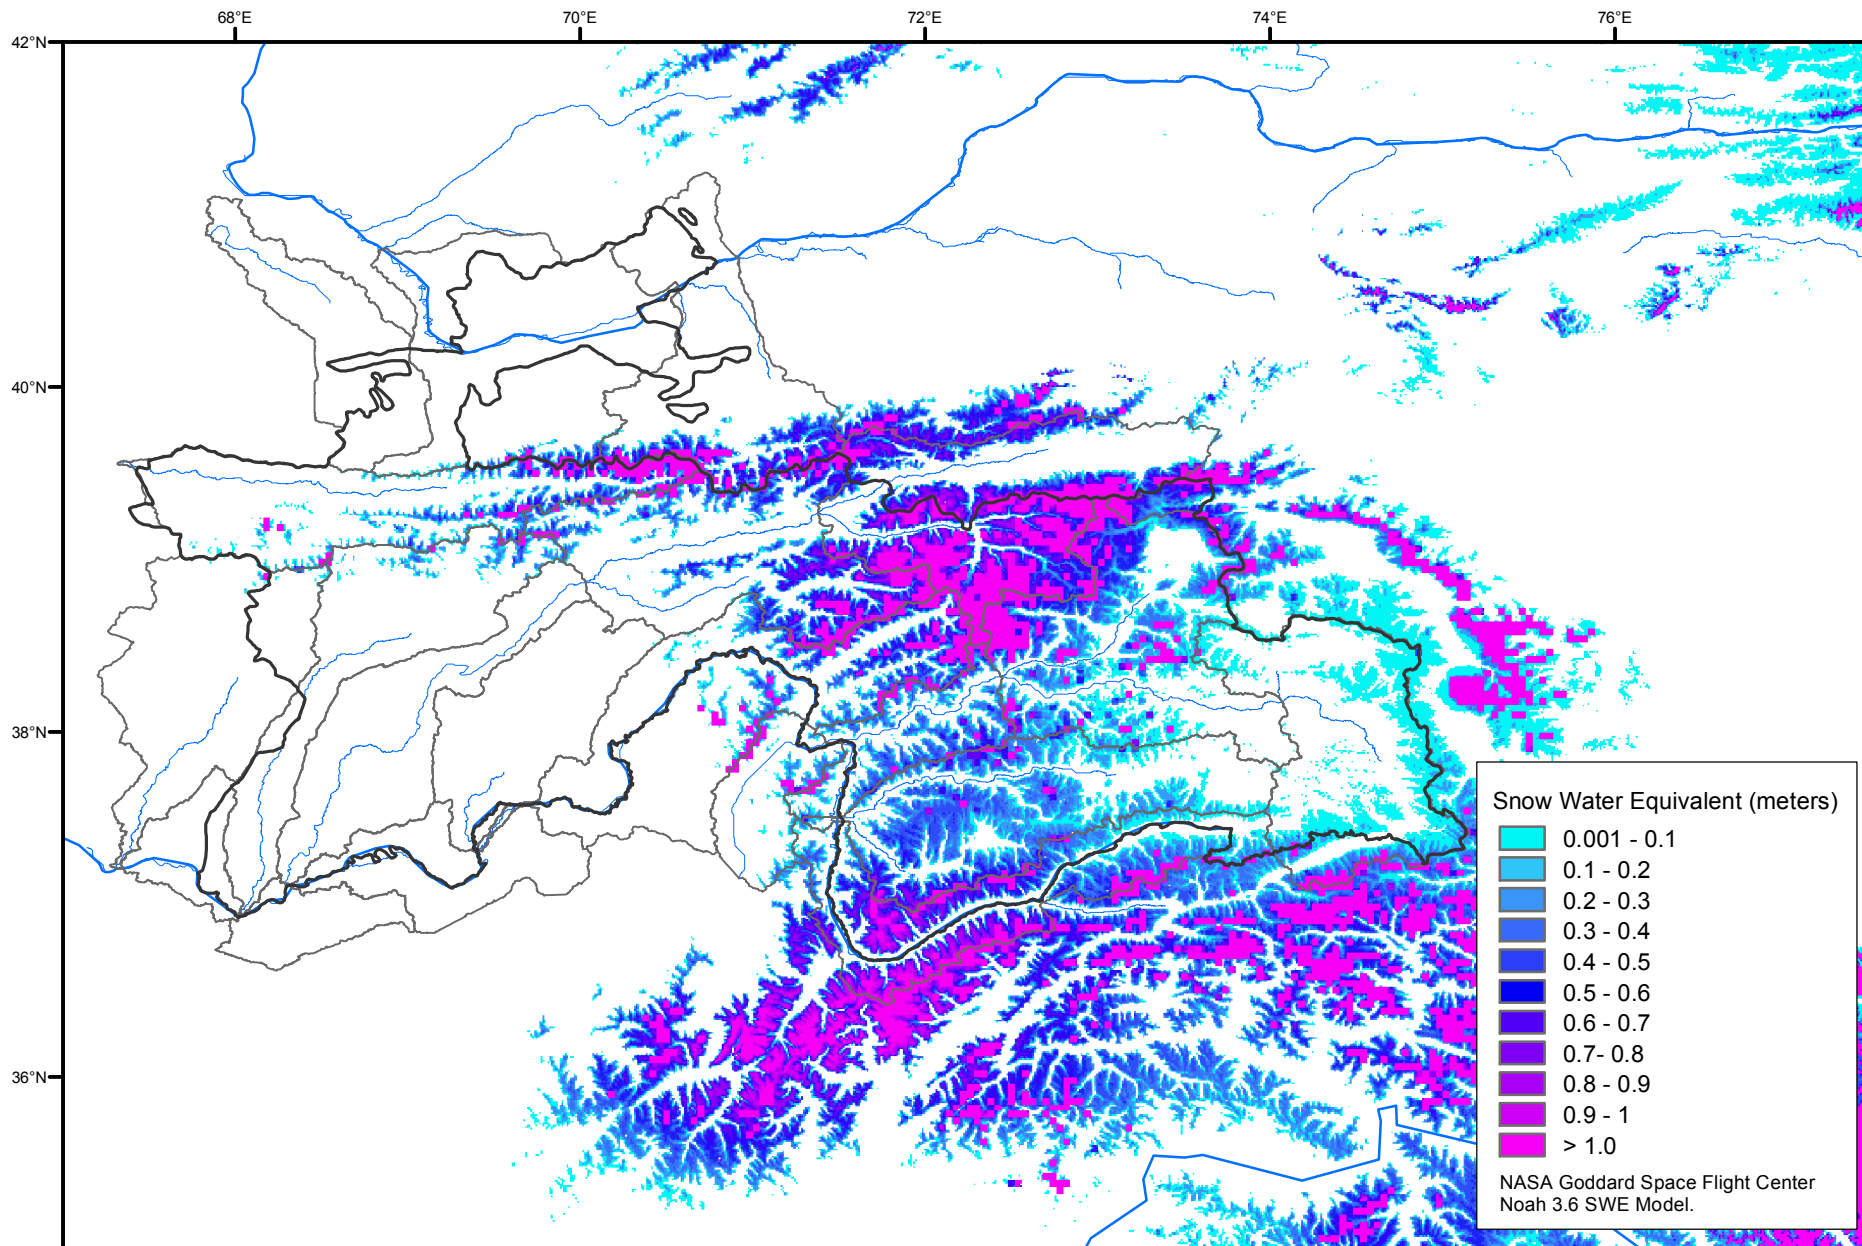 68°E 70°E 72°E 74°E 76°E
42°N
40°N
38°N
36°N
Snow Water Equivalent (meters)
0.001 - 0.1
0.1 - 0.2
0.2 - 0.3
0.3 - 0.4
0.4 - 0.5
0.5 - 0.6
0.6 - 0.7
0.7- 0.8
0.8 - 0.9
0.9 - 1
> 1.0
NASA Goddard Space Flight Center
Noah 3.6 SWE Model.